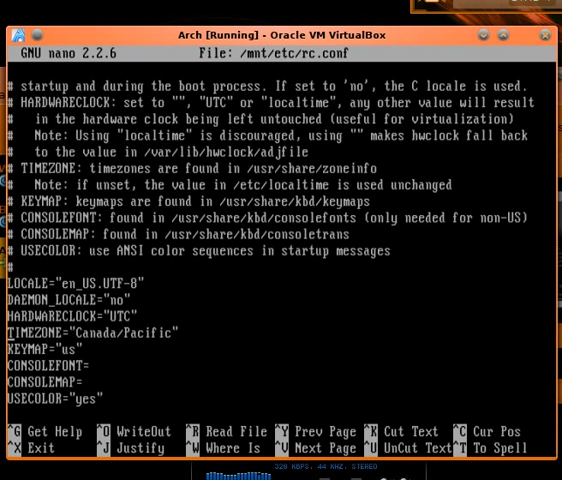 Arch [Running] - Oracle VM VirtualBox
GNU nano 2.2.6 File: /mnt/etc/rc.conf
# startup and during the boot process. If set to 'no', the C locale is used.
# HARDWARECLOCK: set to "", "UTC" or "localtime", any other value will result
# in the hardware clock being left untouched (useful for virtualization)
# Note: Using "localtime" is discouraged, using "" makes hwclock fall back
# to the value in /var/lib/hwclock/adjfile
# TIMEZONE: timezones are found in /usr/share/zoneinfo
# Note: if unset, the value in /etc/localtime is used unchanged
# KEYMAP: keymaps are found in /usr/share/kbd/keymaps
# CONSOLEFONT: found in /usr/share/kbd/consolefonts (only needed for non-US)
# CONSOLEMAP: found in /usr/share/kbd/consoletrans
# USECOLOR: use ANSI color sequences in startup messages
#
LOCALE="en_US.UTF-8"
DAEMON_LOCALE="no"
HARDWARECLOCK="UTC"
TIMEZONE="Canada/Pacific"
KEYMAP="us"
CONSOLEFONT=
CONSOLEMAP=
USECOLOR="yes"
^G Get Help ^O WriteOut ^R Read File ^Y Prev Page ^K Cut Text ^C Cur Pos
^X Exit ^J Justify ^W Where Is ^V Next Page ^U UnCut Text ^T To Spell
320 KBPS, 44 KHZ, STEREO